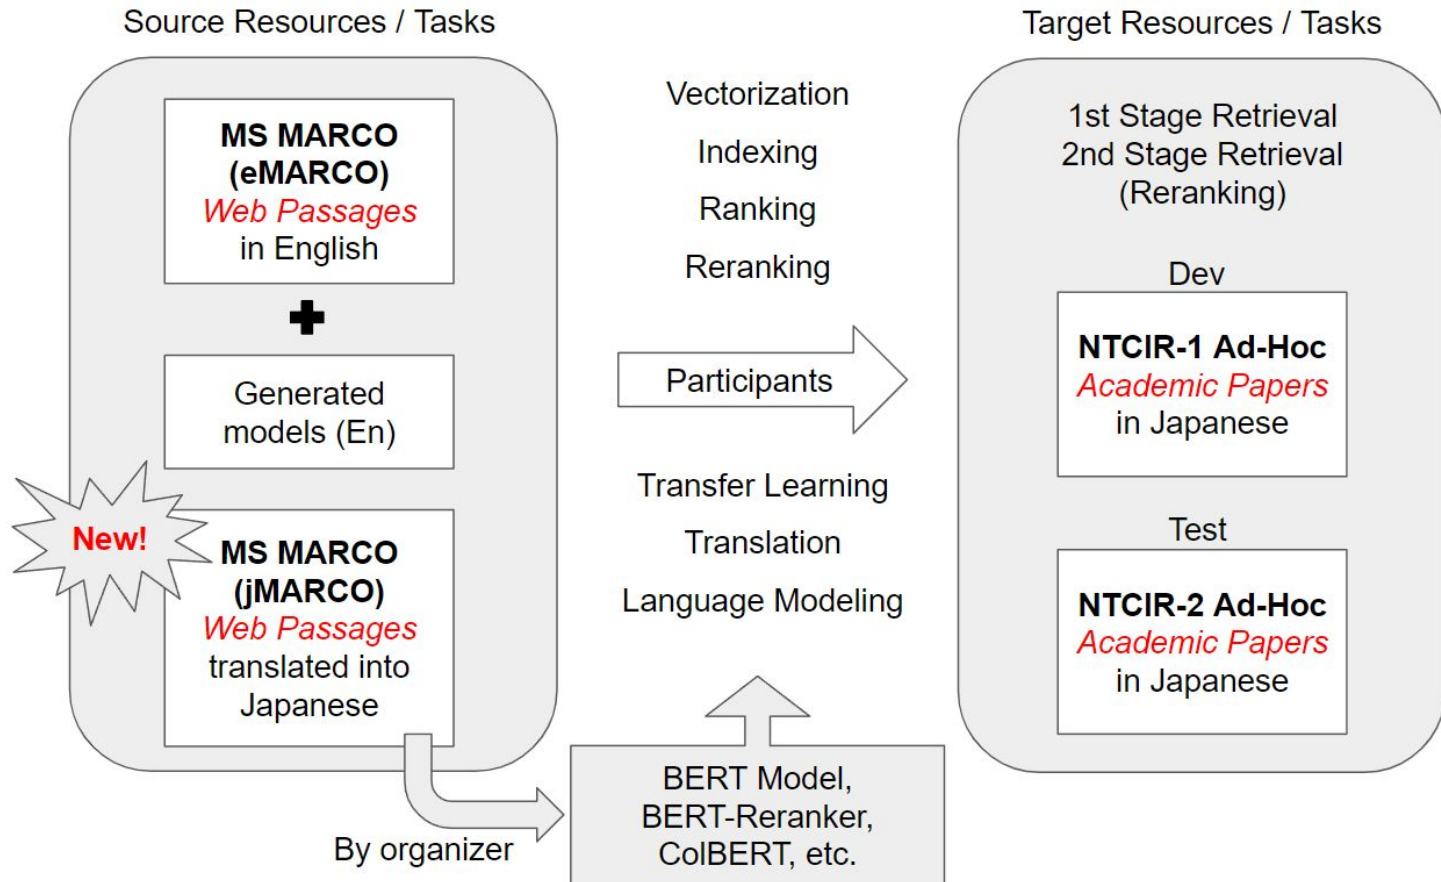 Source Resources / Tasks
MS MARCO
(eMARCO)
Web Passages
in English
Generated
models (En)
New!
MS MARCO
(jMARCO)
Web Passages
translated into
Japanese
By organizer
Vectorization
Indexing
Ranking
Reranking
Participants
Transfer Learning
Translation
Language Modeling
BERT Model,
BERT-Reranker,
ColBERT, etc.
Target Resources / Tasks
1st Stage Retrieval
2nd Stage Retrieval
(Reranking)
Dev
NTCIR-1 Ad-Hoc
Academic Papers
in Japanese
Test
NTCIR-2 Ad-Hoc
Academic Papers
in Japanese